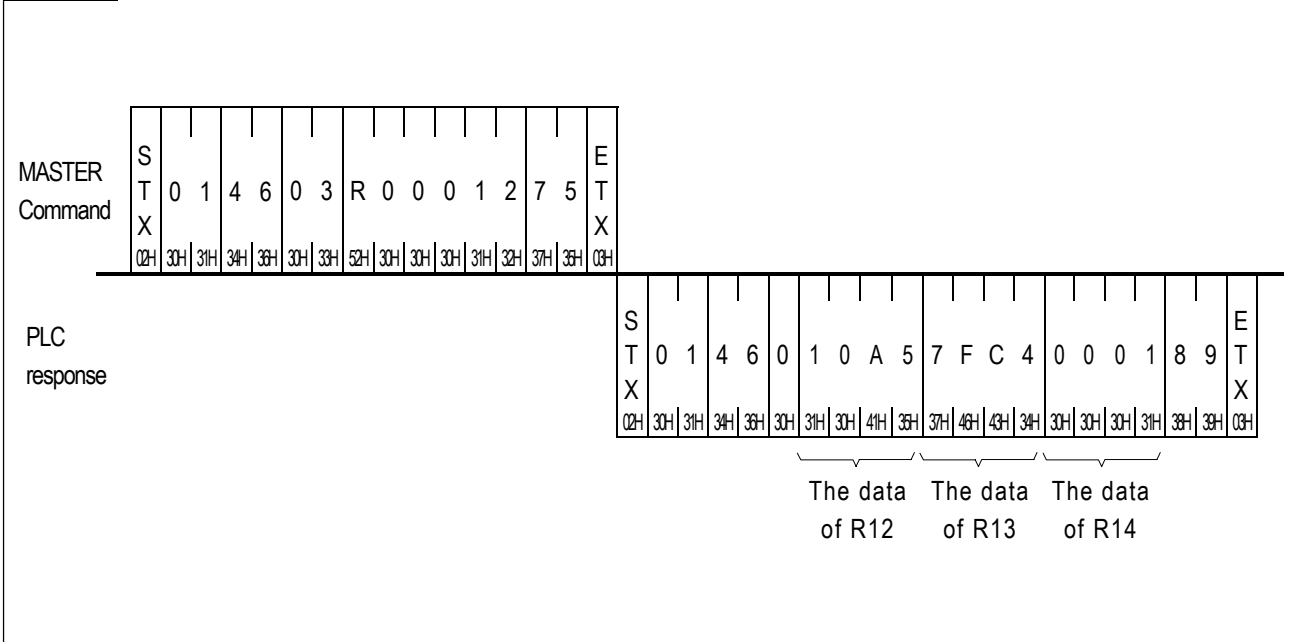 MASTER
Command
STX 0 1 4 6 0 3 R 0 0 0 1 2 7 5 ETX
02H 30H 31H 34H 36H 30H 33H 52H 30H 30H 30H 31H 32H 37H 35H 03H
PLC
response
STX 0 1 4 6 0 1 0 A 5 7 F C 4 0 0 0 1 8 9 ETX
02H 30H 31H 34H 36H 30H 31H 30H 41H 35H 37H 46H 43H 34H 30H 30H 30H 31H 38H 39H 03H
The data
of R12
The data
of R13
The data
of R14